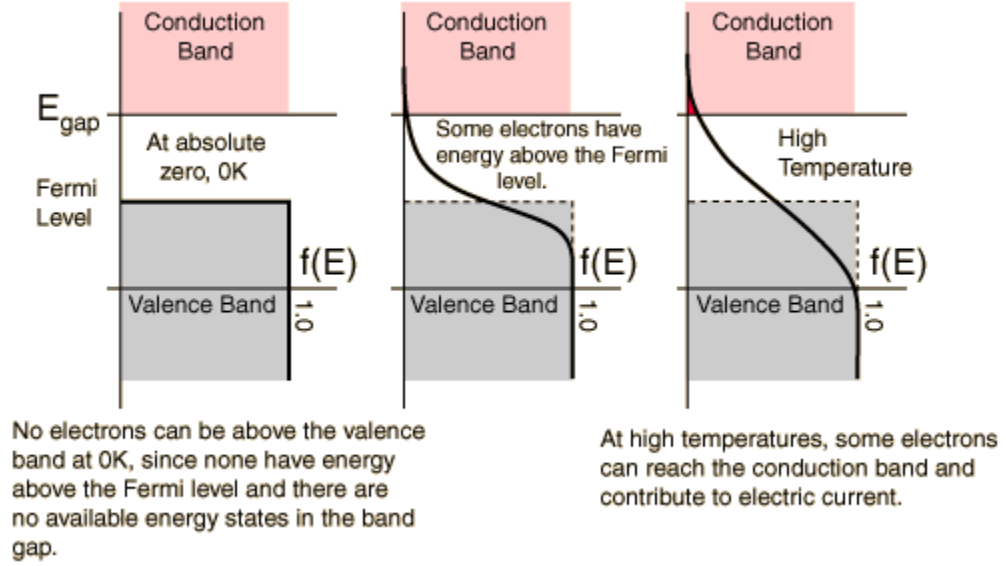 Conduction
Band
E gap
At absolute
zero, 0K
Fermi
Level
f(E)
Valence Band
1.0
No electrons can be above the valence
band at 0K, since none have energy
above the Fermi level and there are
no available energy states in the band
gap.
Conduction
Band
Some electrons have
energy above the Fermi
level.
f(E)
Valence Band
1.0
Conduction
Band
High
Temperature
f(E)
Valence Band
1.0
At high temperatures, some electrons
can reach the conduction band and
contribute to electric current.